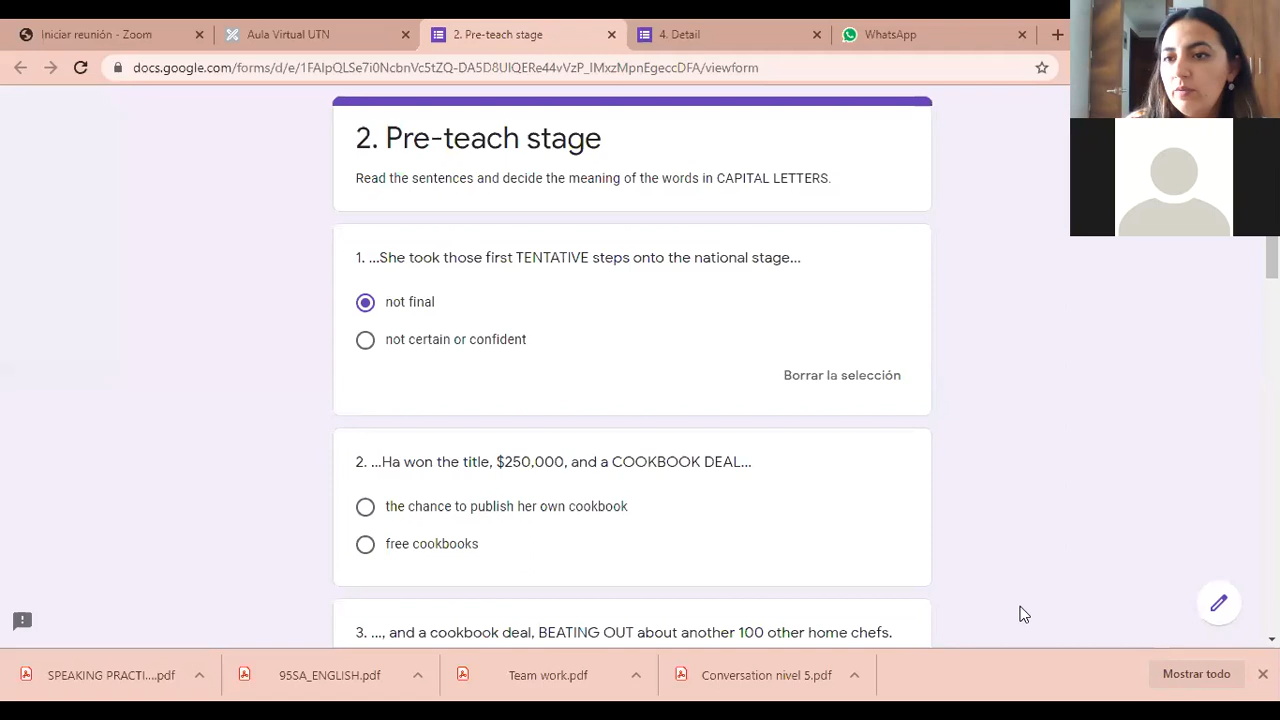 Iniciar reunión - Zoom
Aula Virtual UTN
2. Pre-teach stage
4. Detail
WhatsApp
docs.google.com/forms/d/e/1FAIpQLSe7i0NcbnVc5tZQ-DA5D8UIQERe44vVzP_IMxzMpnEgeccDFA/viewform
2. Pre-teach stage
Read the sentences and decide the meaning of the words in CAPITAL LETTERS.
1. ...She took those first TENTATIVE steps onto the national stage...
not final
not certain or confident
Borrar la selección
2. ...Ha won the title, $250,000, and a COOKBOOK DEAL...
the chance to publish her own cookbook
free cookbooks
3. ..., and a cookbook deal, BEATING OUT about another 100 other home chefs.
SPEAKING PRACTI....pdf
95SA_ENGLISH.pdf
Team work.pdf
Conversation nivel 5.pdf
Mostrar todo